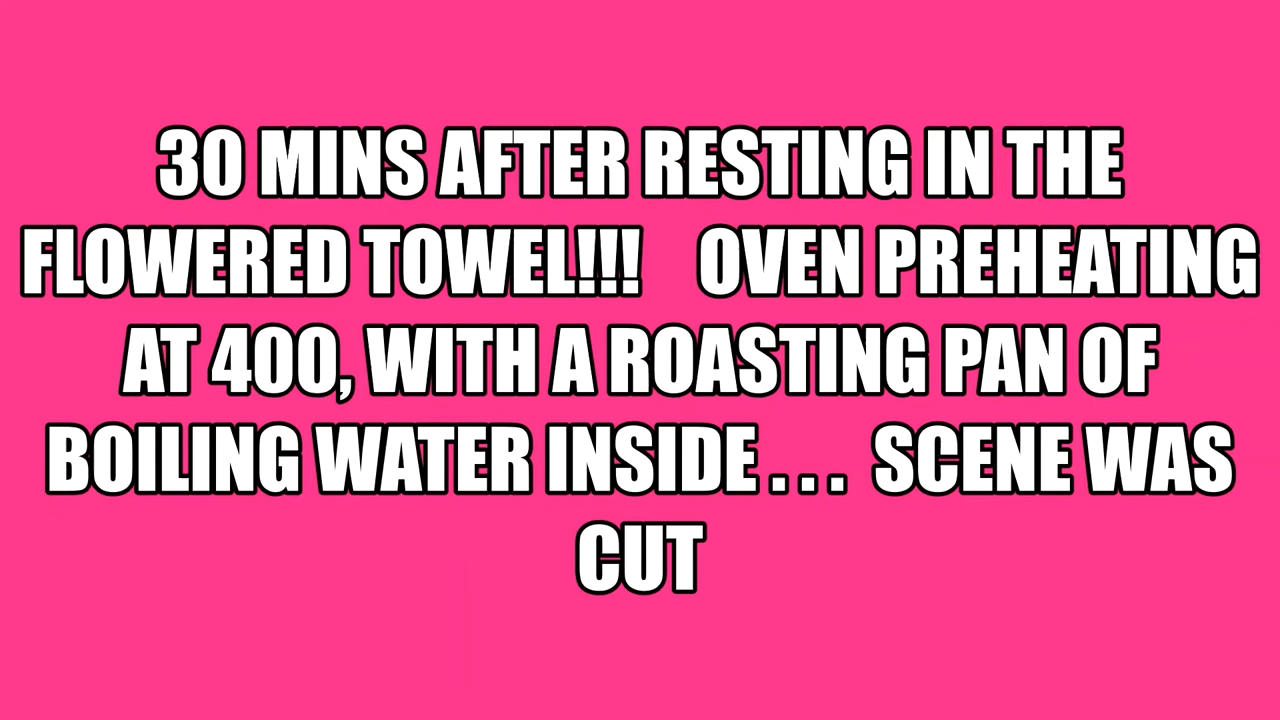 30 MINS AFTER RESTING IN THE
FLOWERED TOWEL!!! OVEN PREHEATING
AT 400, WITH A ROASTING PAN OF
BOILING WATER INSIDE . . . SCENE WAS
CUT